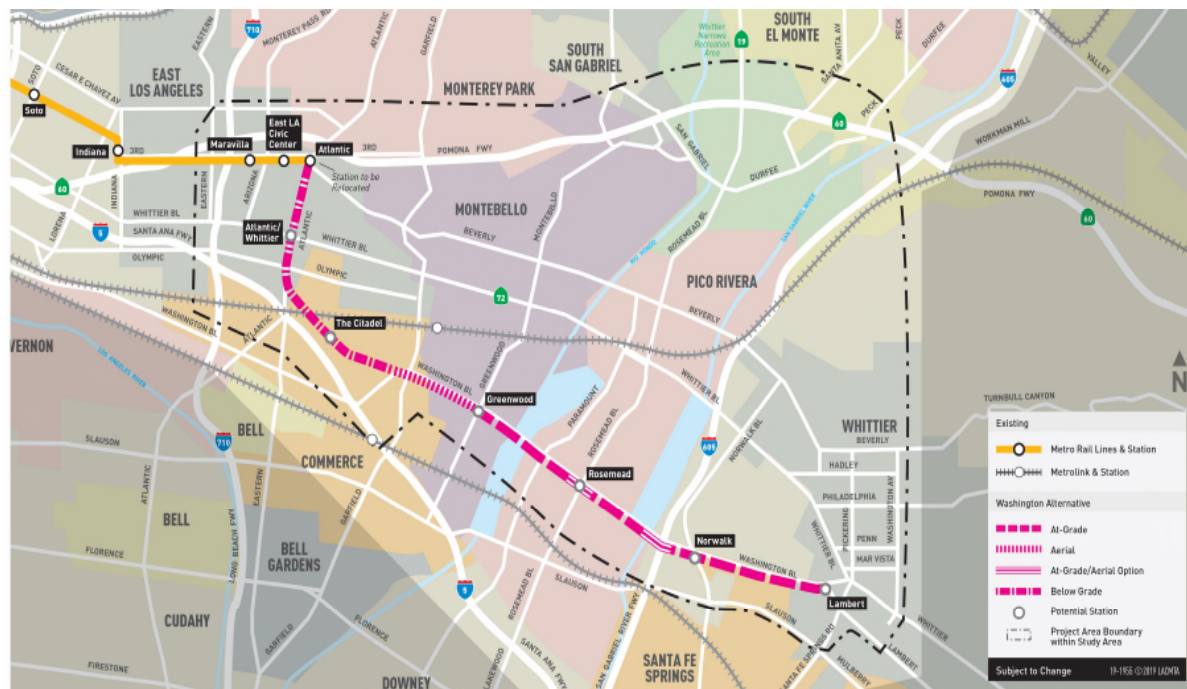 EASTERN
710
MONTEREY PASS RD
ATLANTIC
GARFIELD
SOUTH
EL MONTE
PECK
DURFEE
Whittier
Narrows
Recreation
Area
19
SANTA ANITA AV
VALLEY
SOTO
CESAR E CHAVEZ AV
EAST
LOS ANGELES
MONTEREY PARK
SOUTH
SAN GABRIEL
605
PECK
Soto
60
WORKMAN MILL
Indiana
3RD
Maravilla
East LA
Civic
Center
Atlantic
3RD
POMONA FWY
SAN GABRIEL
DURFEE
Station to be
Relocated
60
INDIANA
EASTERN
ARIZONA
POMONA FWY
60
LORENA
WHITTIER BL
SANTA ANA FWY
OLYMPIC
5
Atlantic/
Whittier
ATLANTIC
WHITTIER BL
OLYMPIC
MONTEBELLO
BEVERLY
MONTEBELLO
RIO HONDO
ROSEMEAD BL
SAN GABRIEL RIVER
PICO RIVERA
72
BEVERLY
WASHINGTON BL
ATLANTIC
The Citadel
VERNON
LOS ANGELES RIVER
WASHINGTON BL
GREENWOOD
Greenwood
PARAMOUNT
ROSEMEAD BL
WHITTIER BL
NORWALK BL
605
WHITTIER
BEVERLY
TURNBULL CANYON
N
710
BELL
SLAUSON
COMMERCE
HADLEY
PHILADELPHIA
ATLANTIC
EASTERN
GARFIELD
Rosemead
WHITTIER BL
PICKERING
WASHINGTON AV
PENN
MAR VISTA
BELL
LONG BEACH FWY
FLORENCE
BELL
GARDENS
Norwalk
WASHINGTON BL
Lambert
SLAUSON
SLAUSON
5
ROSEMEAD BL
SAN GABRIEL RIVER FWY
CUDAHY
GARFIELD
FLORENCE
SANTA ANA FWY
LAKEWOOD
SANTA FE
SPRINGS
SANTA FE SPRINGS RD
MULBERRY
LAMBERT
WHITTIER
FIRESTONE
DOWNEY
Existing
Metro Rail Lines & Station
Metrolink & Station
Washington Alternative
At-Grade
Aerial
At-Grade/Aerial Option
Below Grade
Potential Station
Project Area Boundary
within Study Area
Subject to Change
19-1955 ©2019 LACMTA